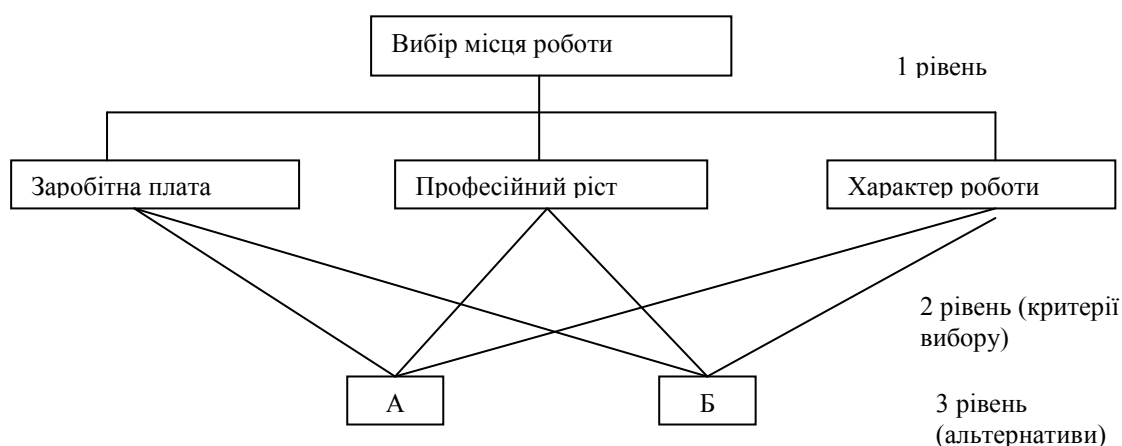 Вибір місця роботи
1 рівень
Заробітна плата
Професійний ріст
Характер роботи
2 рівень (критерії
вибору)
А
Б
3 рівень
(альтернативи)